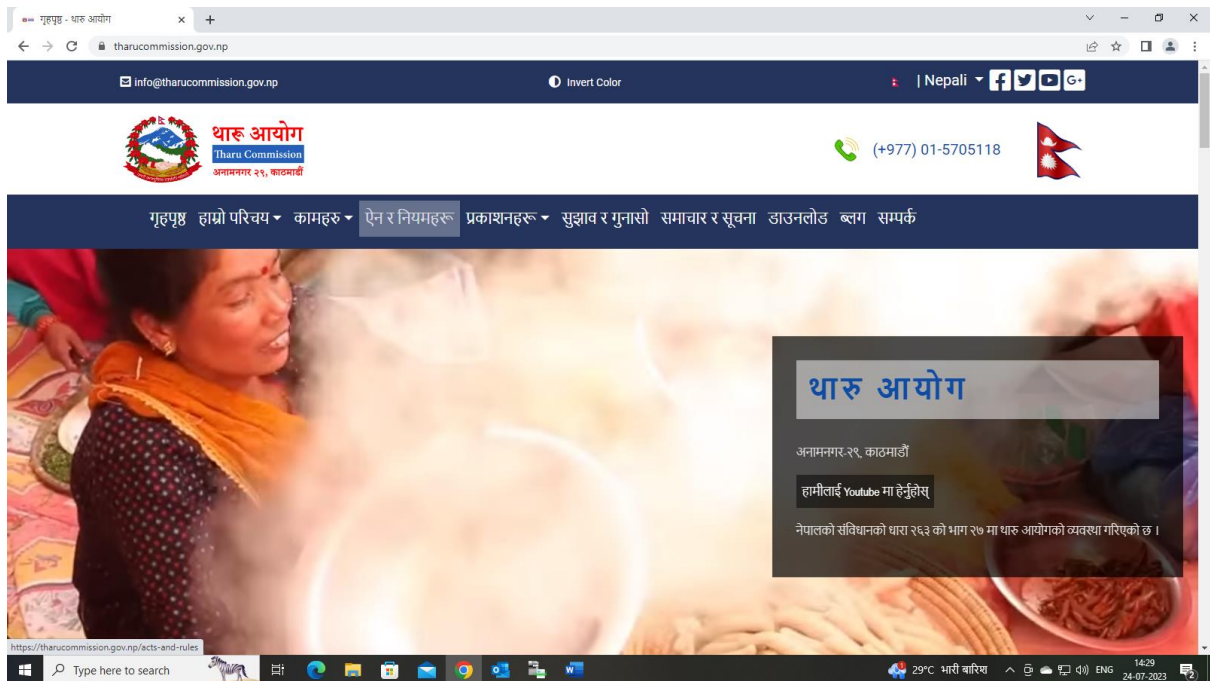 गृहपृष्ठ - थारु आयोग
tharucommission.gov.np
info@tharucommission.gov.np
Invert Color
| Nepali
G+
थारू आयोग
Tharu Commission
अनामनगर २९, काठमाडौं
(+977) 01-5705118
गृहपृष्ठ हाम्रो परिचय कामहरु ऐन र नियमहरू प्रकाशनहरू सुझाव र गुनासो समाचार र सूचना डाउनलोड ब्लग सम्पर्क
थारु आयोग
अनामनगर-२९, काठमाडौं
हामीलाई Youtube मा हेर्नुहोस्
नेपालको संविधानको धारा २६३ को भाग २७ मा थारु आयोगको व्यवस्था गरिएको छ ।
https://tharucommission.gov.np/acts-and-rules
Type here to search
29°C भारी बारिश
ENG
14:29
24-07-2023
2